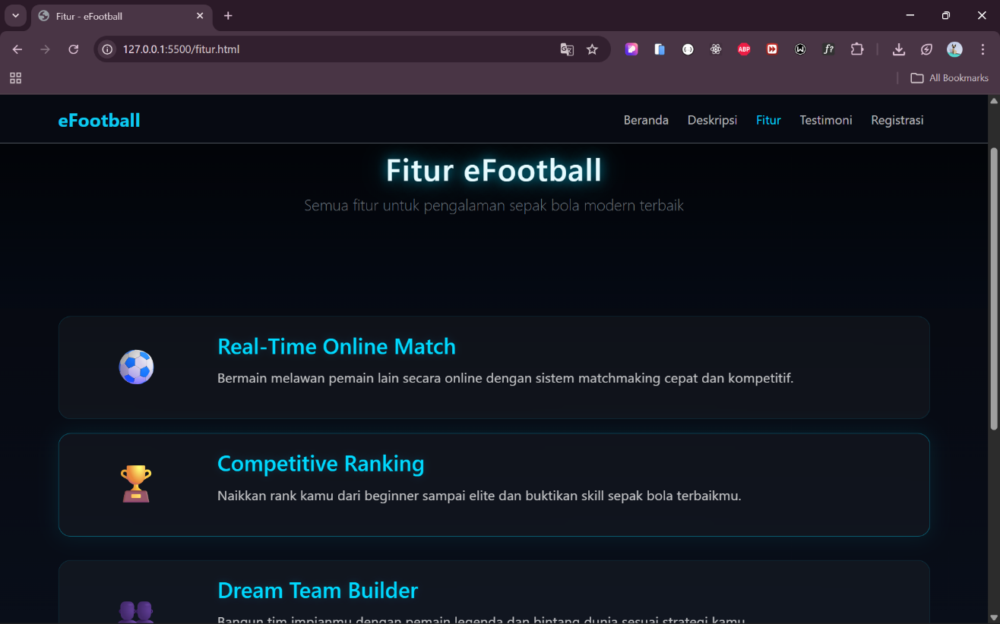 Fitur - eFootball
127.0.0.1:5500/fitur.html
ABP
f?
All Bookmarks
eFootball
Beranda Deskripsi Fitur Testimoni Registrasi
Fitur eFootball
Semua fitur untuk pengalaman sepak bola modern terbaik
Real-Time Online Match
Bermain melawan pemain lain secara online dengan sistem matchmaking cepat dan kompetitif.
Competitive Ranking
Naikkan rank kamu dari beginner sampai elite dan buktikan skill sepak bola terbaikmu.
Dream Team Builder
Bangun tim impianmu dengan pemain legenda dan bintang dunia sesuai strategi kamu.